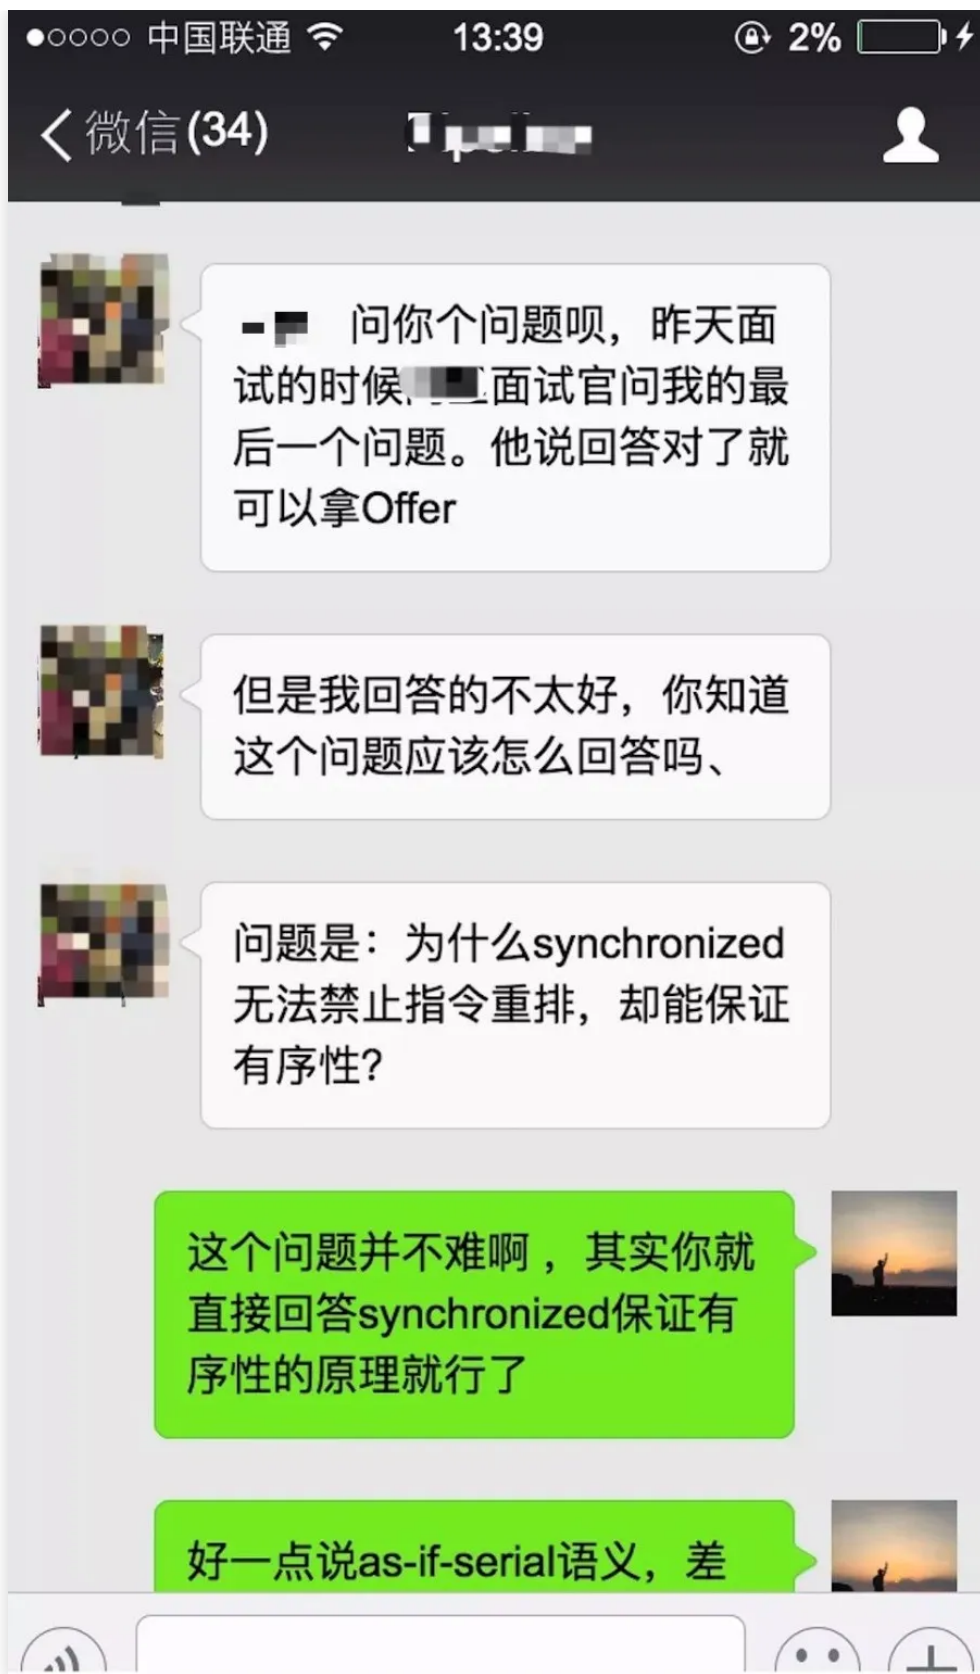 中国联通
13:39
2%
微信(34)
问你个问题呗，昨天面
试的时候 面试官问我的最
后一个问题。他说回答对了就
可以拿Offer
但是我回答的不太好，你知道
这个问题应该怎么回答吗、
问题是：为什么synchronized
无法禁止指令重排，却能保证
有序性?
这个问题并不难啊 ，其实你就
直接回答synchronized保证有
序性的原理就行了
好一点说as-if-serial语义，差